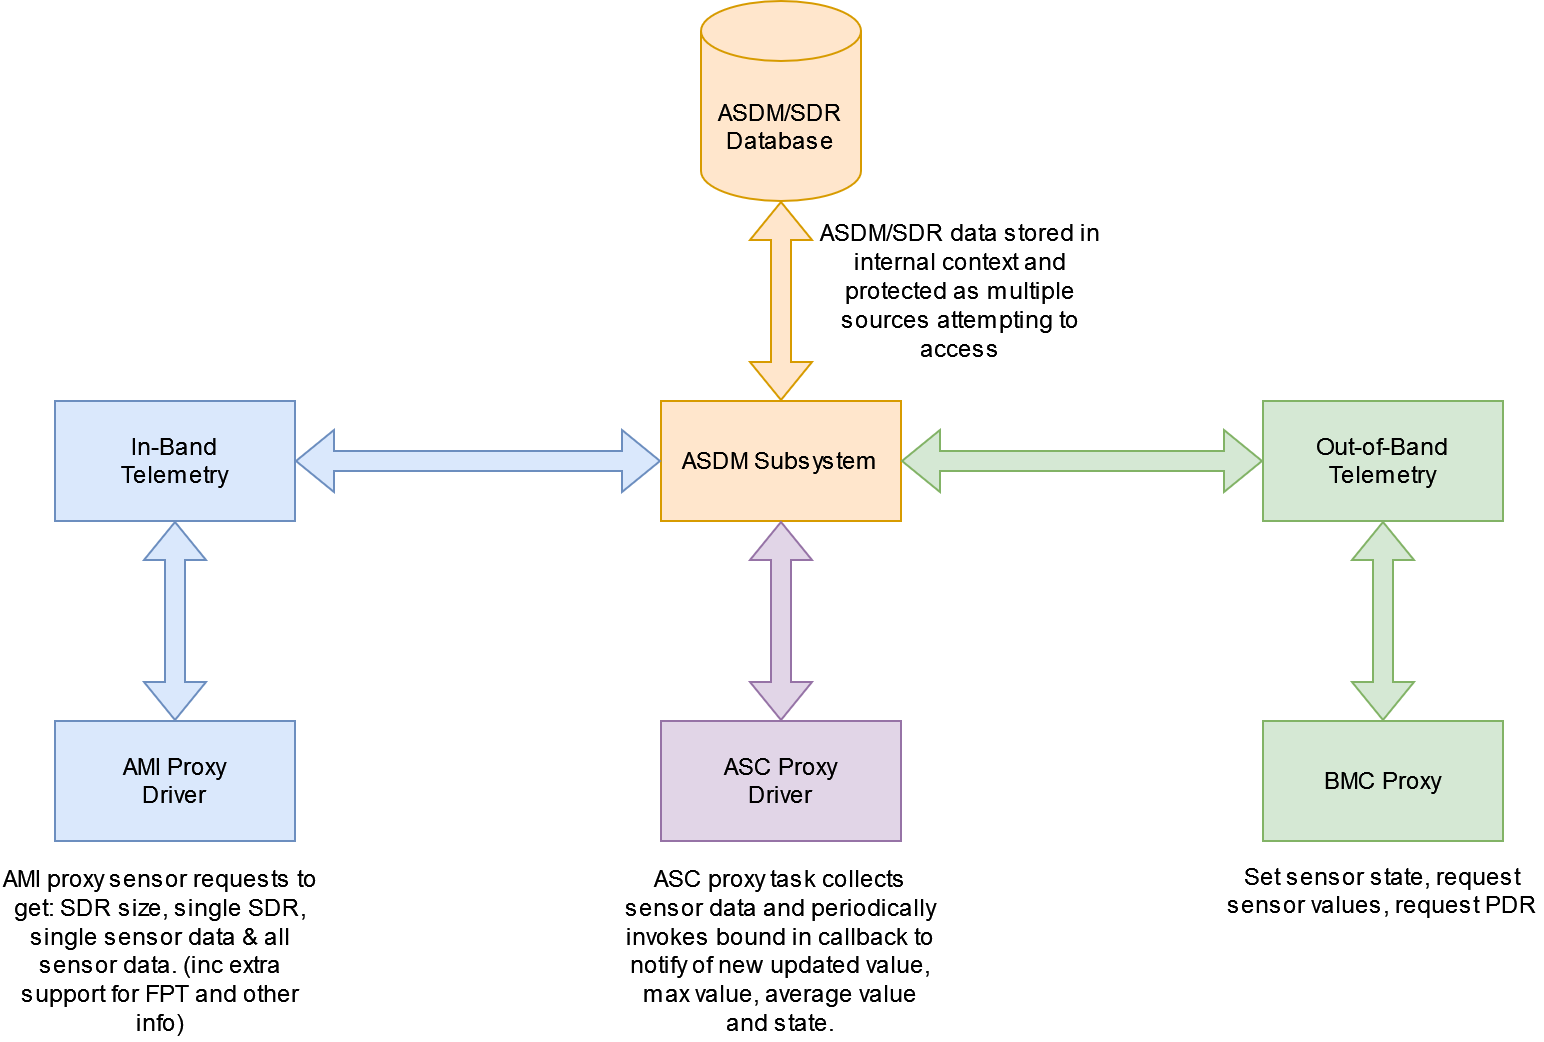 ASDM/SDR
Database
ASDM/SDR data stored in
internal context and
protected as multiple
sources attempting to
access
In-Band
Telemetry
ASDM Subsystem
Out-of-Band
Telemetry
AMI Proxy
Driver
ASC Proxy
Driver
BMC Proxy
AMI proxy sensor requests to
get: SDR size, single SDR,
single sensor data & all
sensor data. (inc extra
support for FPT and other
info)
ASC proxy task collects
sensor data and periodically
invokes bound in callback to
notify of new updated value,
max value, average value
and state.
Set sensor state, request
sensor values, request PDR